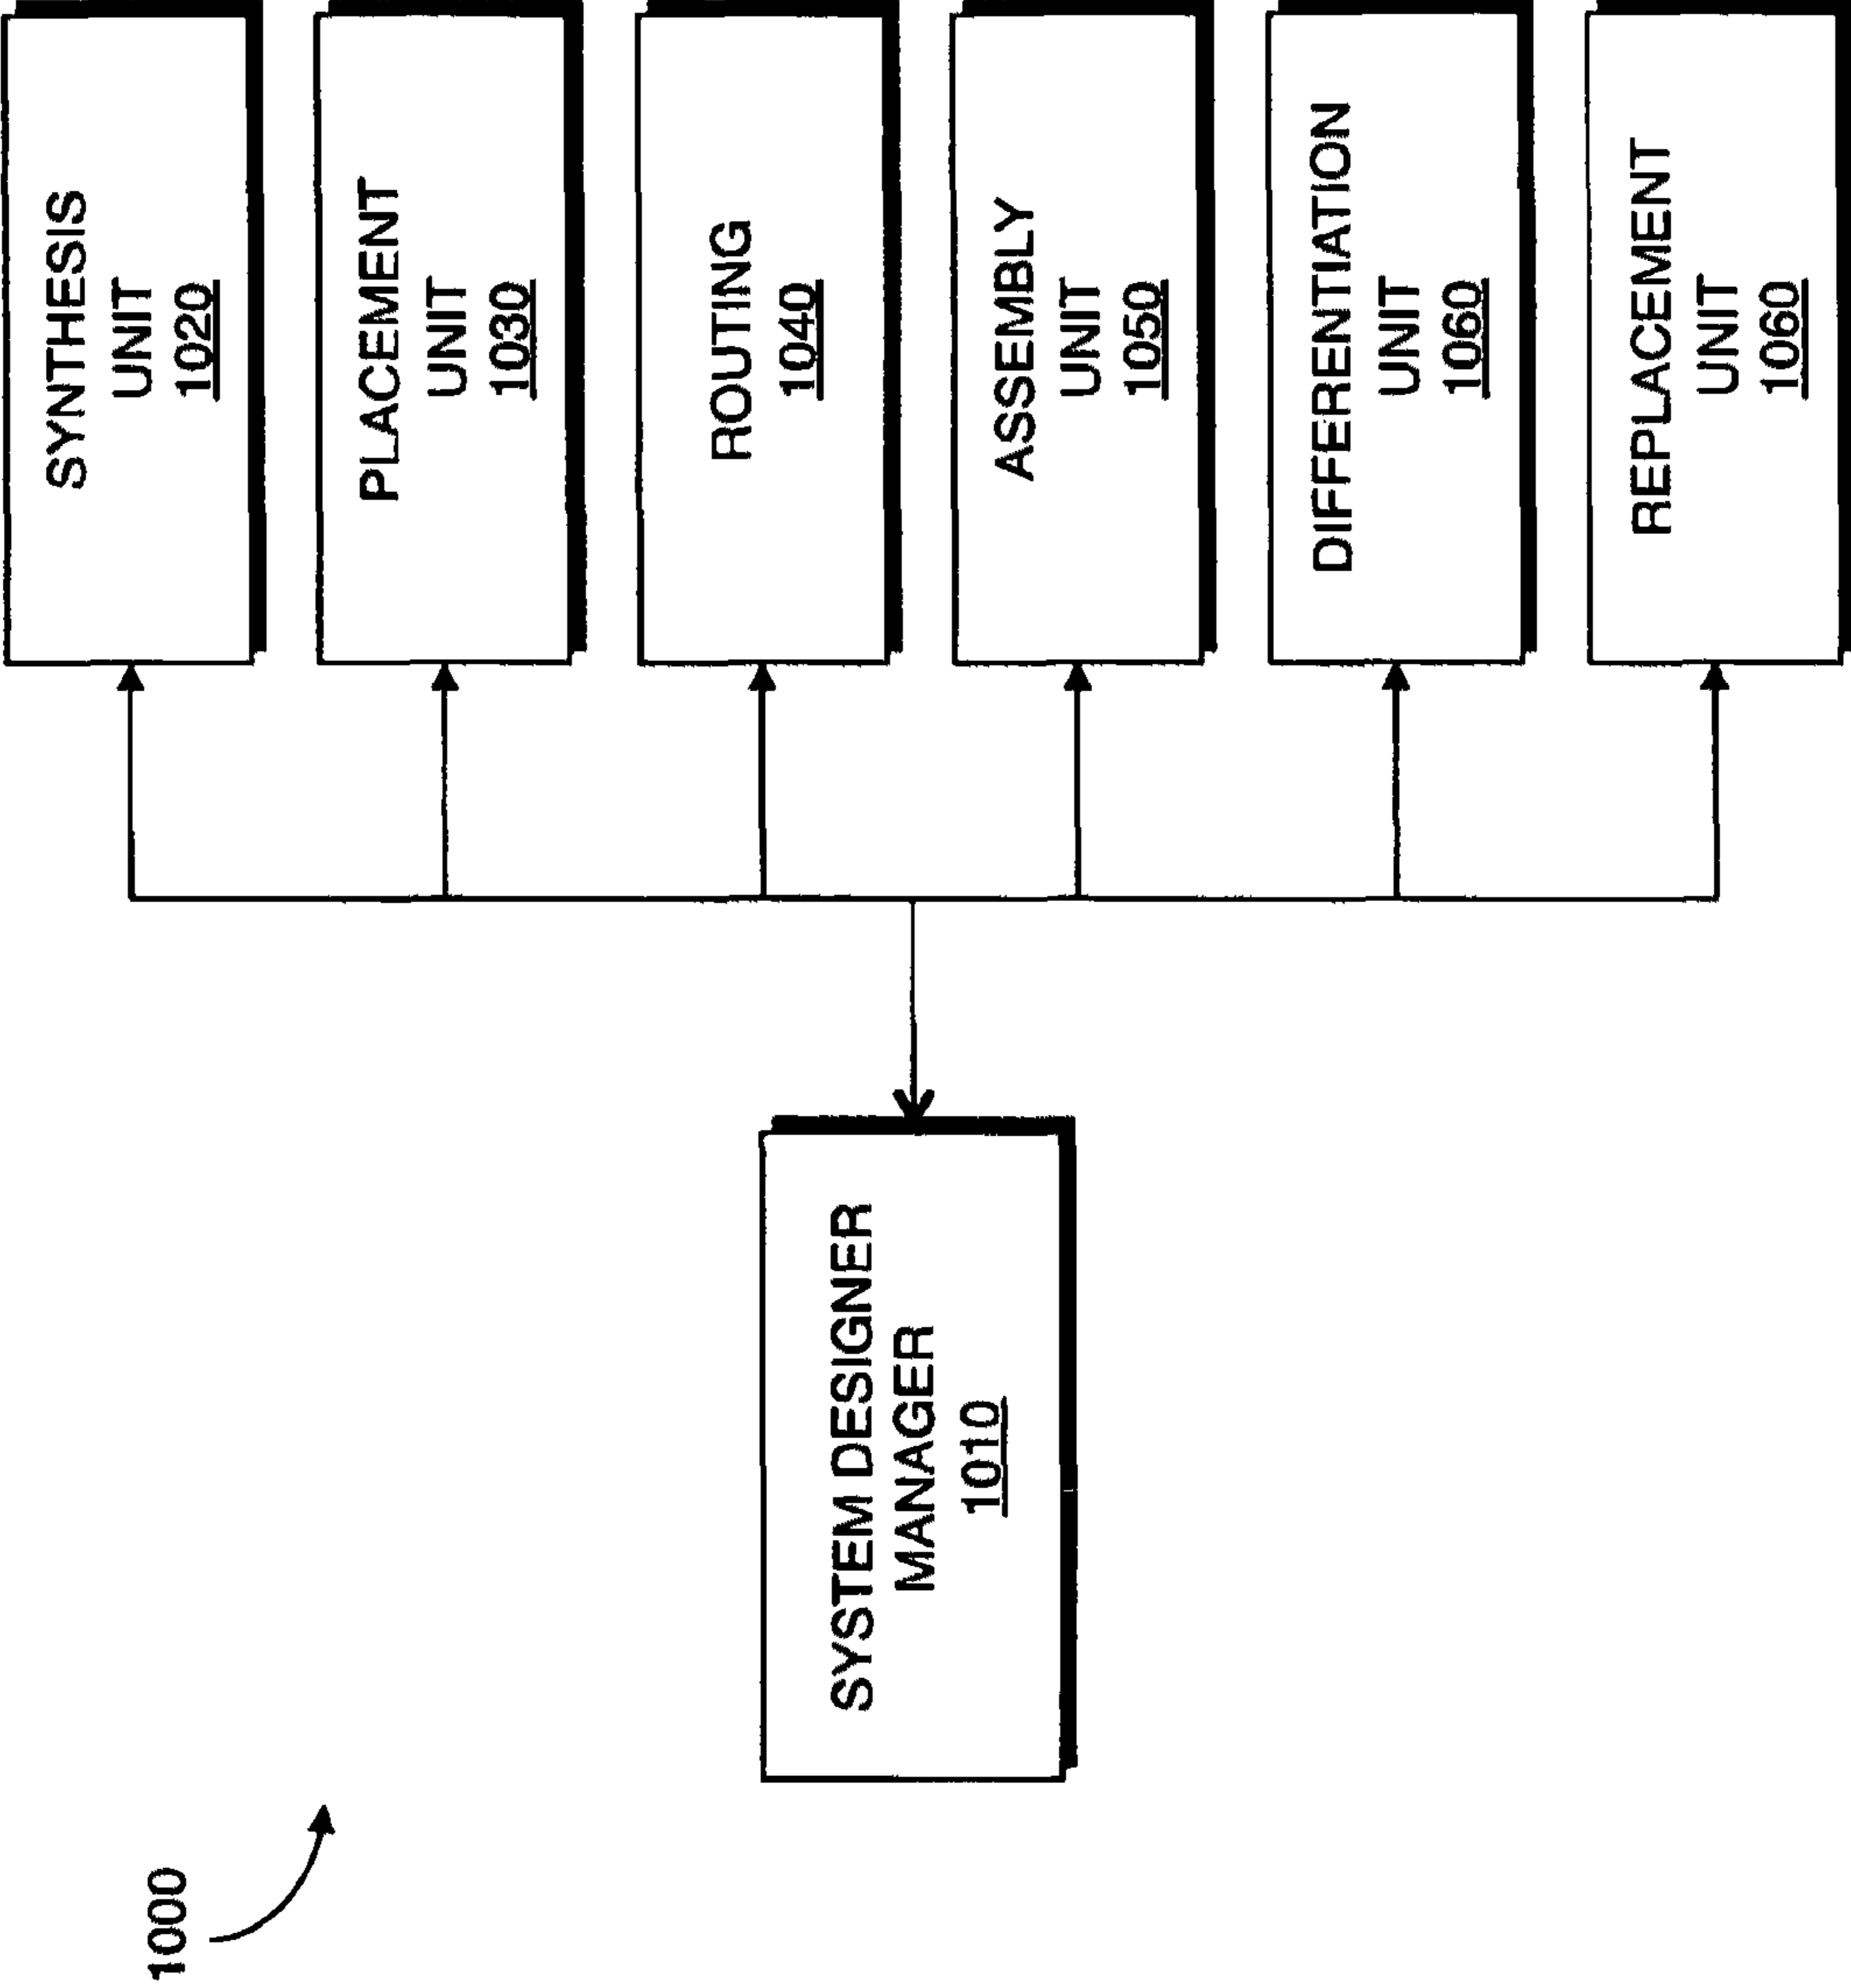 1000
SYSTEM DESIGNER
MANAGER
1010
SYNTHESIS
UNIT
1020
PLACEMENT
UNIT
1030
ROUTING
1040
ASSEMBLY
UNIT
1050
DIFFERENTIATION
UNIT
1060
REPLACEMENT
UNIT
1060